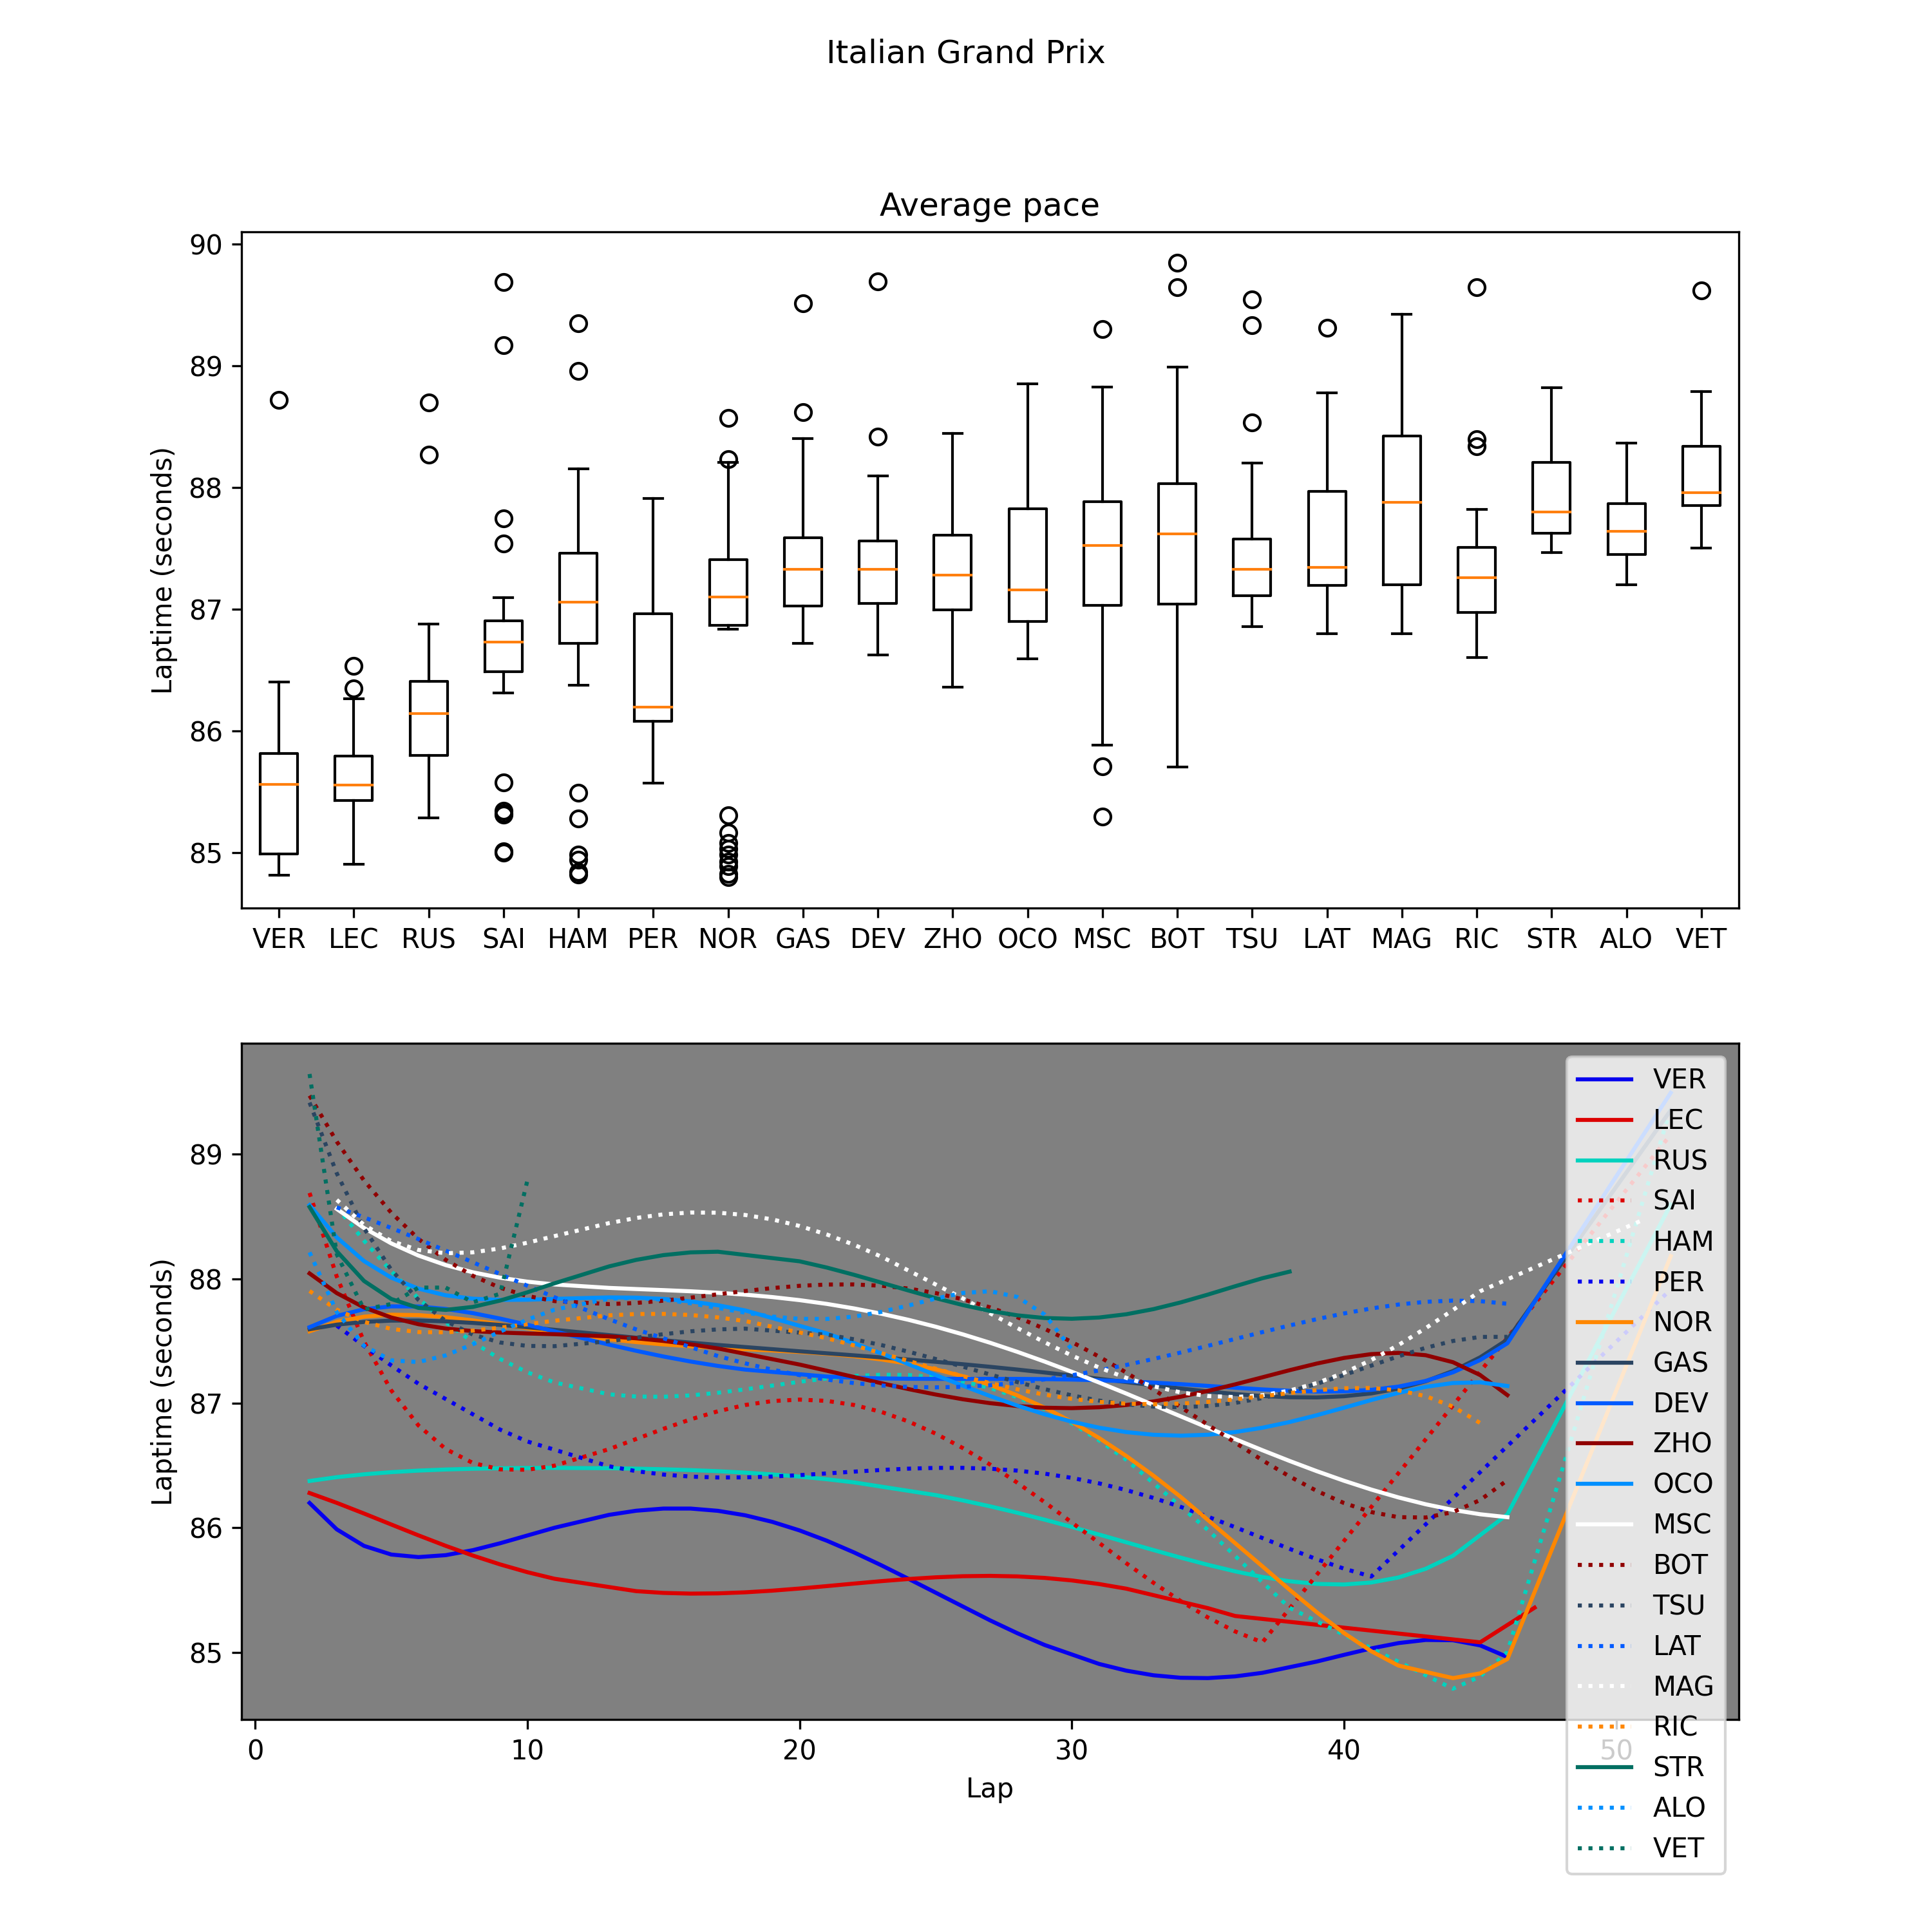 Italian Grand Prix
Average pace
90
89
88
87
86
85
Laptime (seconds)
VER LEC RUS SAI HAM PER NOR GAS DEV ZHO OCO MSC BOT TSU LAT MAG RIC STR ALO VET
89
88
87
86
85
Laptime (seconds)
0 10 20 30 40 50
Lap
VER
LEC
RUS
SAI
HAM
PER
NOR
GAS
DEV
ZHO
OCO
MSC
BOT
TSU
LAT
MAG
RIC
STR
ALO
VET